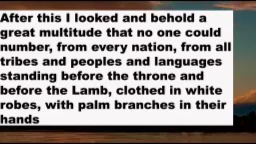 After this I looked and behold a
great multitude that no one could
number, from every nation, from all
tribes and peoples and languages
standing before the throne and
before the Lamb, clothed in white
robes, with palm branches in their
hands